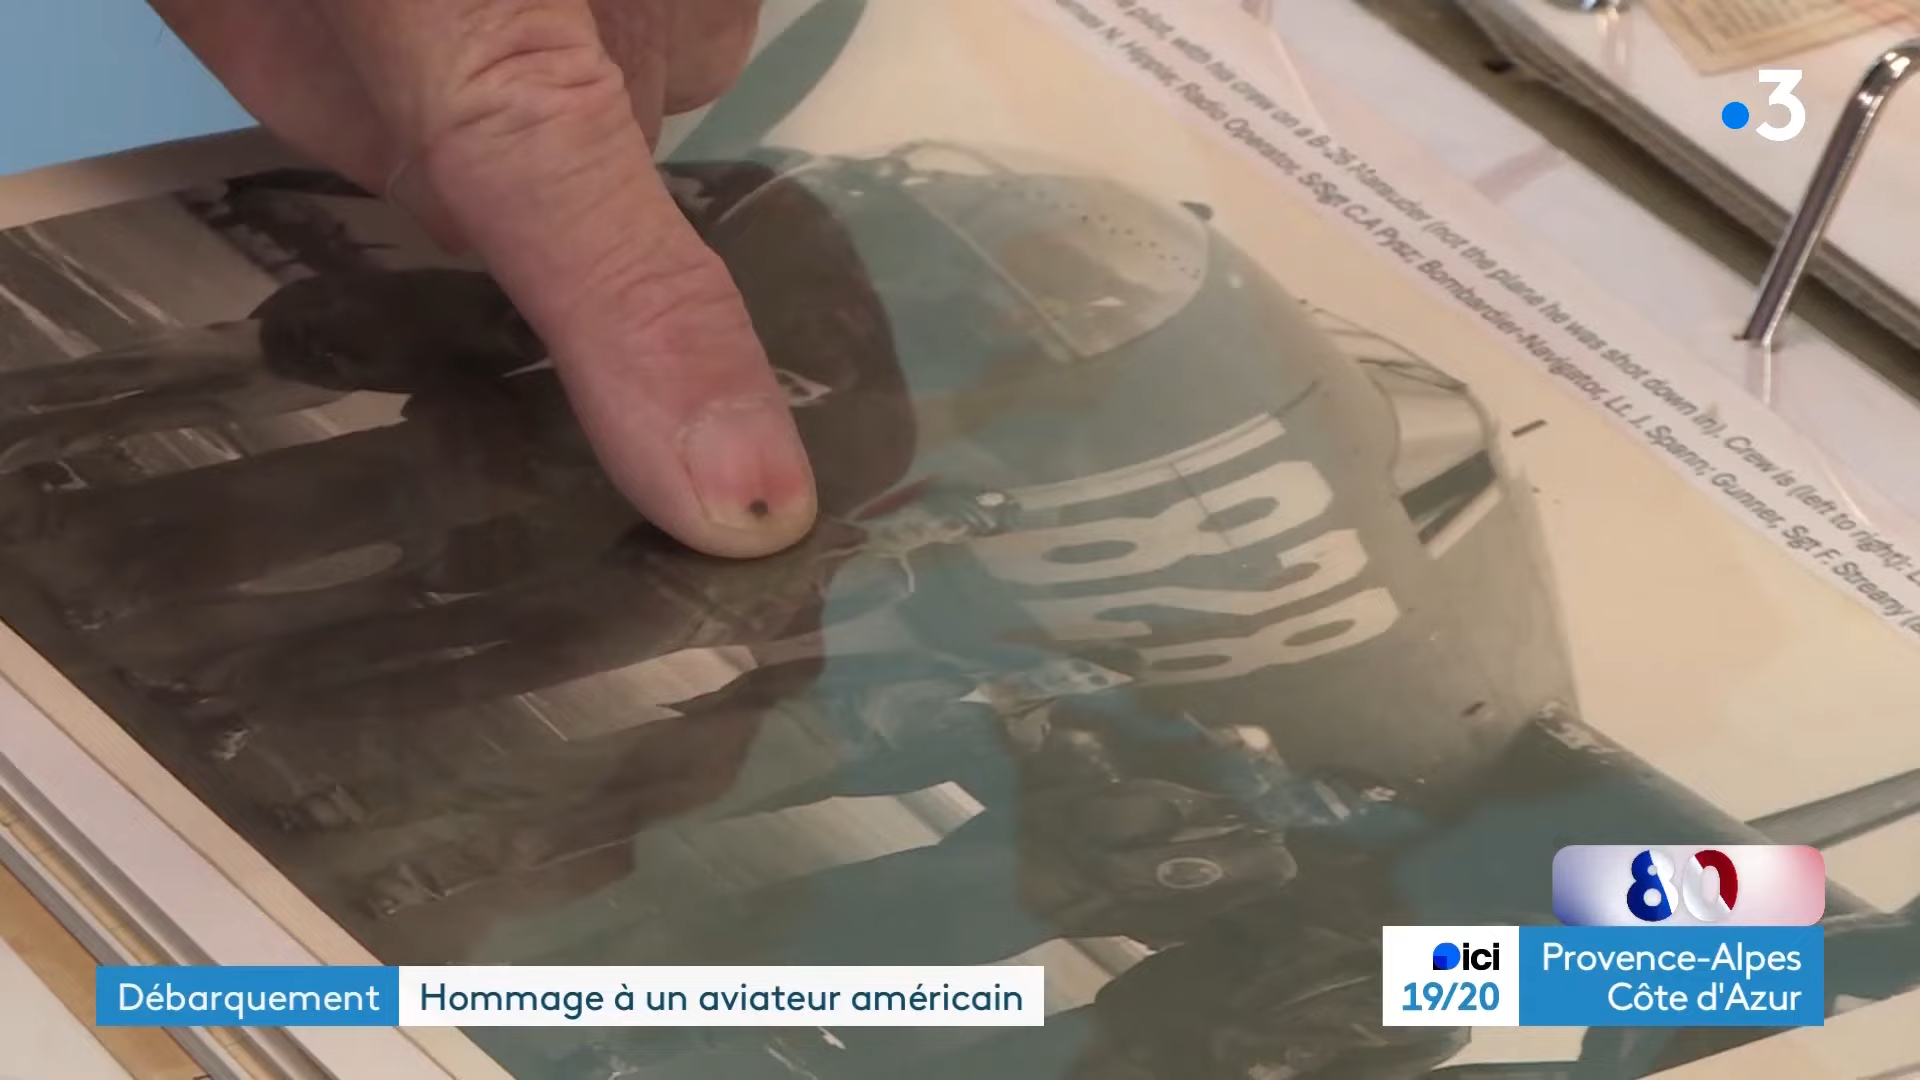 3
pilot, with his crew on a B-26 Marauder (not the plane he was shot down in). Crew is (left to right): L
N. Hippler, Radio Operator, S/Sgt C.A Pysz; Bombardier-Navigator, Lt. J. Spann; Gunner, Sgt F. Streany
80
ici
19/20
Provence-Alpes
Côte d'Azur
Débarquement
Hommage à un aviateur américain